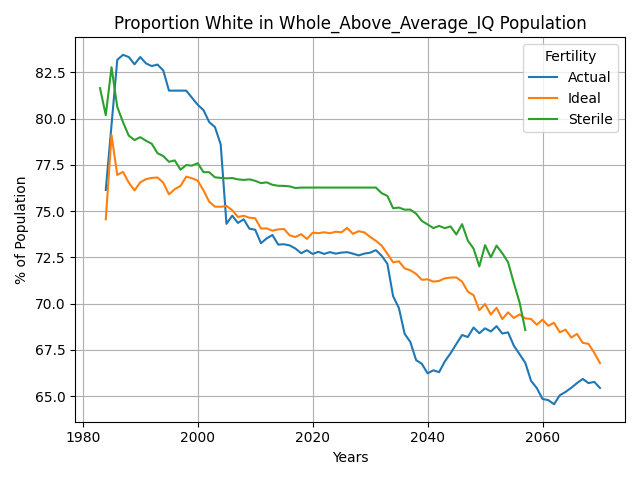 Proportion White in Whole_Above_Average_IQ Population
Fertility
Actual
Ideal
Sterile
% of Population
82.5
80.0
77.5
75.0
72.5
70.0
67.5
65.0
1980
2000
2020
2040
2060
Years